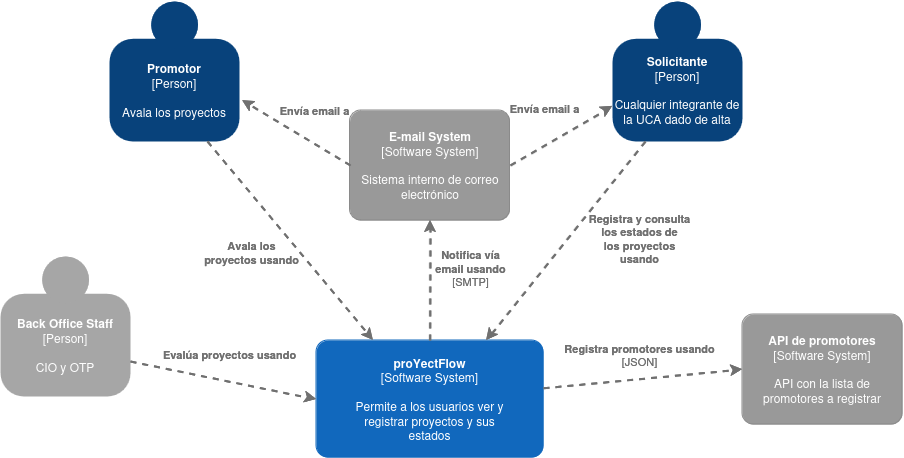 Promotor
[Person]
Avala los proyectos
Solicitante
[Person]
Cualquier integrante de
la UCA dado de alta
Envía email a
Envía email a
E-mail System
[Software System]
Sistema interno de correo
electrónico
Avala los
proyectos usando
Notifica vía
email usando
[SMTP]
Registra y consulta
los estados de
los proyectos
usando
Back Office Staff
[Person]
CIO y OTP
Evalúa proyectos usando
proYectFlow
[Software System]
Permite a los usuarios ver y
registrar proyectos y sus
estados
Registra promotores usando
[JSON]
API de promotores
[Software System]
API con la lista de
promotores a registrar